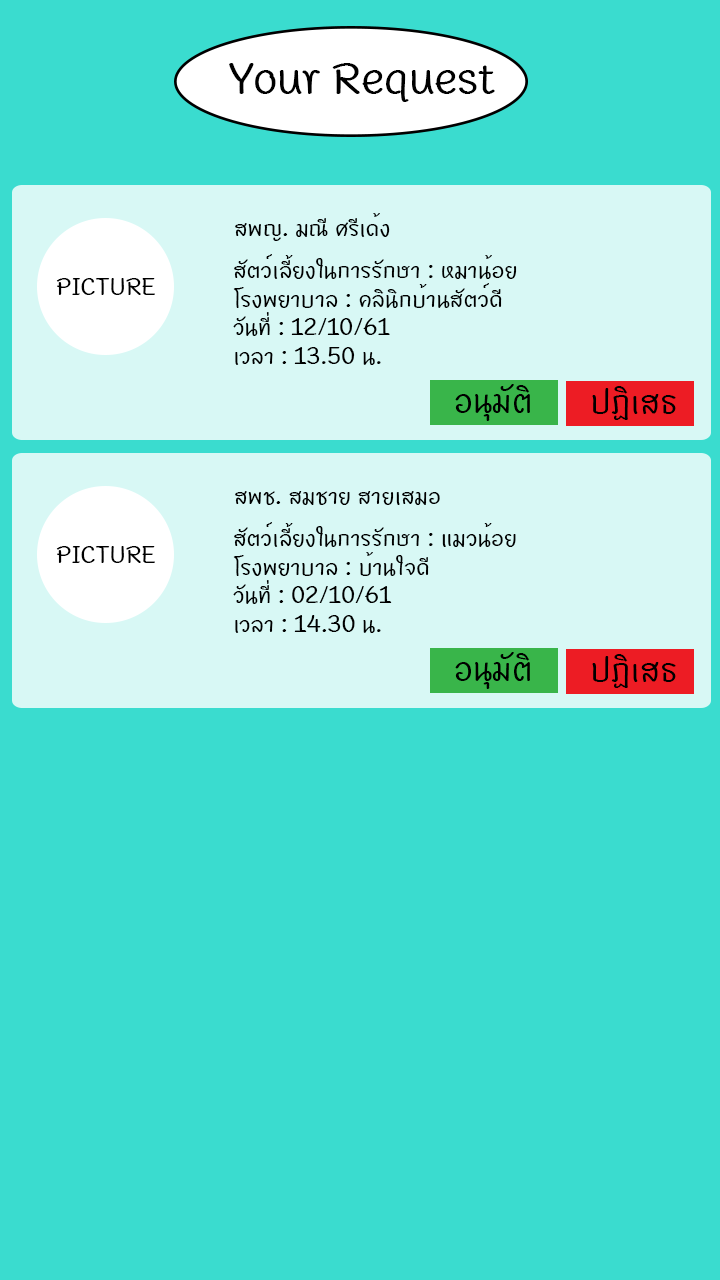 Your Request
PICTURE
สพญ. มณี ศรีเด้ง
สัตว์เลี้ยงในการรักษา : หมาน้อย
โรงพยาบาล : คลินิกบ้านสัตว์ดี
วันที่ : 12/10/61
เวลา : 13.50 น.
อนุมัติ ปฏิเสธ
PICTURE
สพช. สมชาย สายเสมอ
สัตว์เลี้ยงในการรักษา : แมวน้อย
โรงพยาบาล : บ้านใจดี
วันที่ : 02/10/61
เวลา : 14.30 น.
อนุมัติ ปฏิเสธ